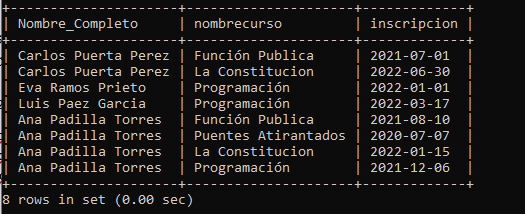 +---------------------+--------------------+-------------+
| Nombre_Completo | nombrecurso | inscripcion |
+---------------------+--------------------+-------------+
| Carlos Puerta Perez | Función Publica | 2021-07-01 |
| Carlos Puerta Perez | La Constitucion | 2022-06-30 |
| Eva Ramos Prieto | Programación | 2022-01-01 |
| Luis Paez Garcia | Programación | 2022-03-17 |
| Ana Padilla Torres | Función Publica | 2021-08-10 |
| Ana Padilla Torres | Puentes Atirantados | 2020-07-07 |
| Ana Padilla Torres | La Constitucion | 2022-01-15 |
| Ana Padilla Torres | Programación | 2021-12-06 |
+---------------------+--------------------+-------------+
8 rows in set (0.00 sec)